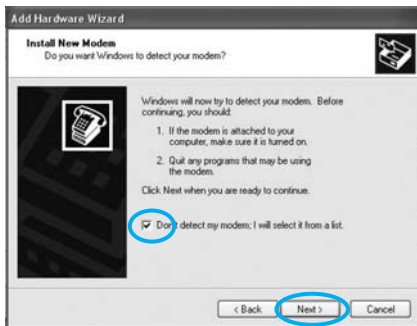 Add Hardware Wizard
Install New Modem
Do you want Windows to detect your modem?
Windows will now try to detect your modem. Before
continuing, you should:
1. If the modem is attached to your
computer, make sure it is turned on.
2. Quit any programs that may be using
the modem.
Click Next when you are ready to continue.
Don't detect my modem; I will select it from a list.
< Back Next > Cancel